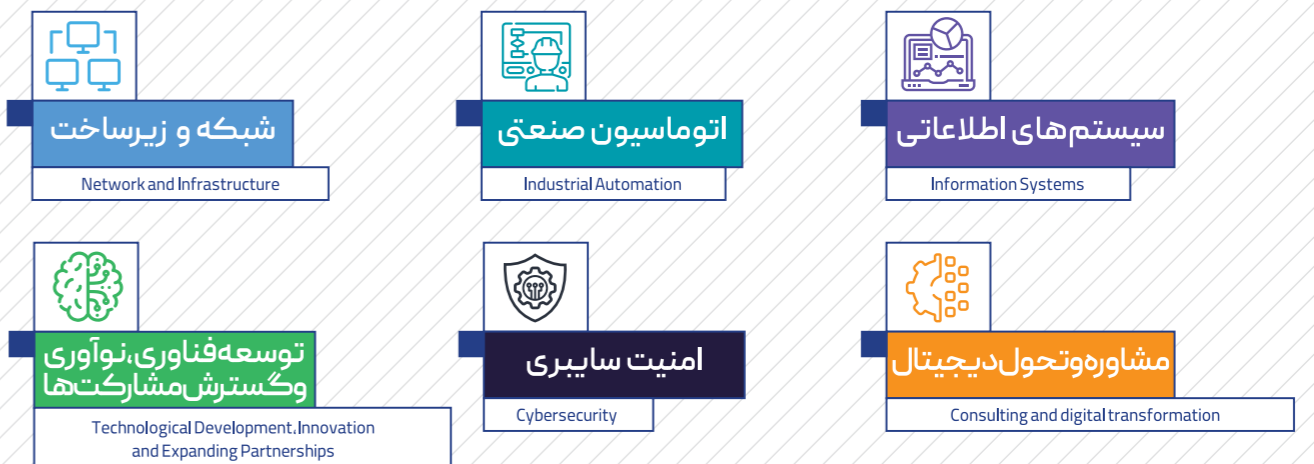 سیستم‌های اطلاعاتی
Information Systems
اتوماسیون صنعتی
Industrial Automation
شبکه و زیرساخت
Network and Infrastructure
مشاوره‌وتحول‌دیجیتال
Consulting and digital transformation
امنیت سایبری
Cybersecurity
توسعه‌فناوری،نوآوری
وگسترش‌مشارکت‌ها
Technological Development, Innovation
and Expanding Partnerships